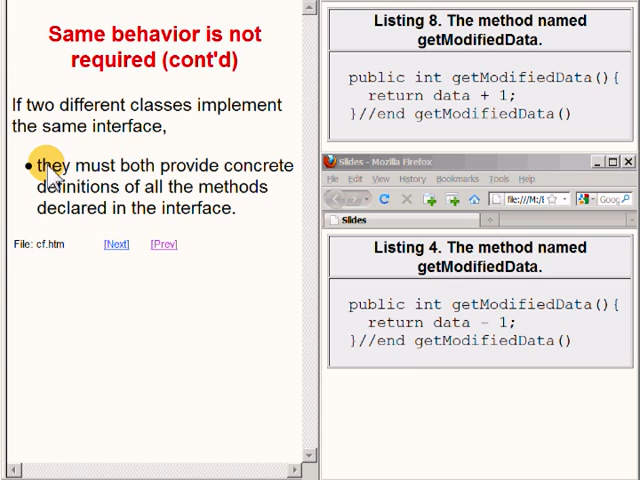 Same behavior is not
required (cont'd)
If two different classes implement
the same interface,
• they must both provide concrete
definitions of all the methods
declared in the interface.
File: cf.htm [Next] [Prev]
Listing 8. The method named
getModifiedData.
public int getModifiedData(){
return data + 1;
}//end getModifiedData()
Slides - Mozilla Firefox
File Edit View History Bookmarks Tools Help
file:///M:/E Google
Slides
Listing 4. The method named
getModifiedData.
public int getModifiedData(){
return data - 1;
}//end getModifiedData()